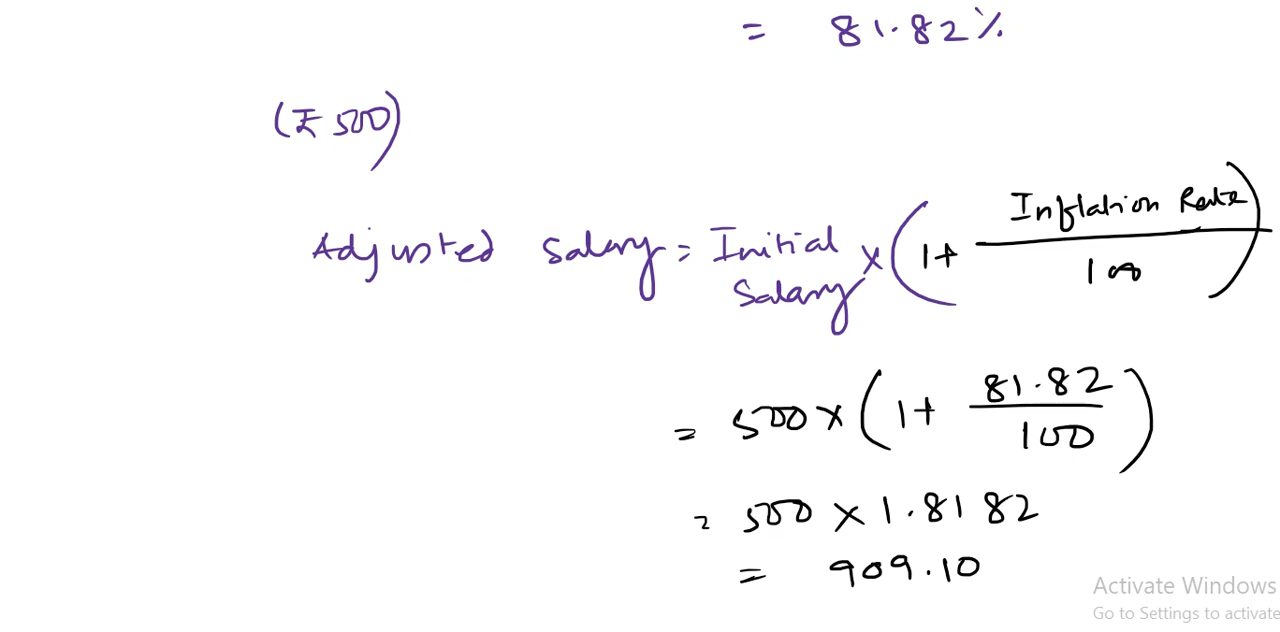 = 81.82%
(₹ 500)
Adjusted Salary = Initial Salary × (1 + Inflation Rate / 100)
= 500 × (1 + 81.82 / 100)
= 500 × 1.8182
= 909.10
Activate Windows
Go to Settings to activate